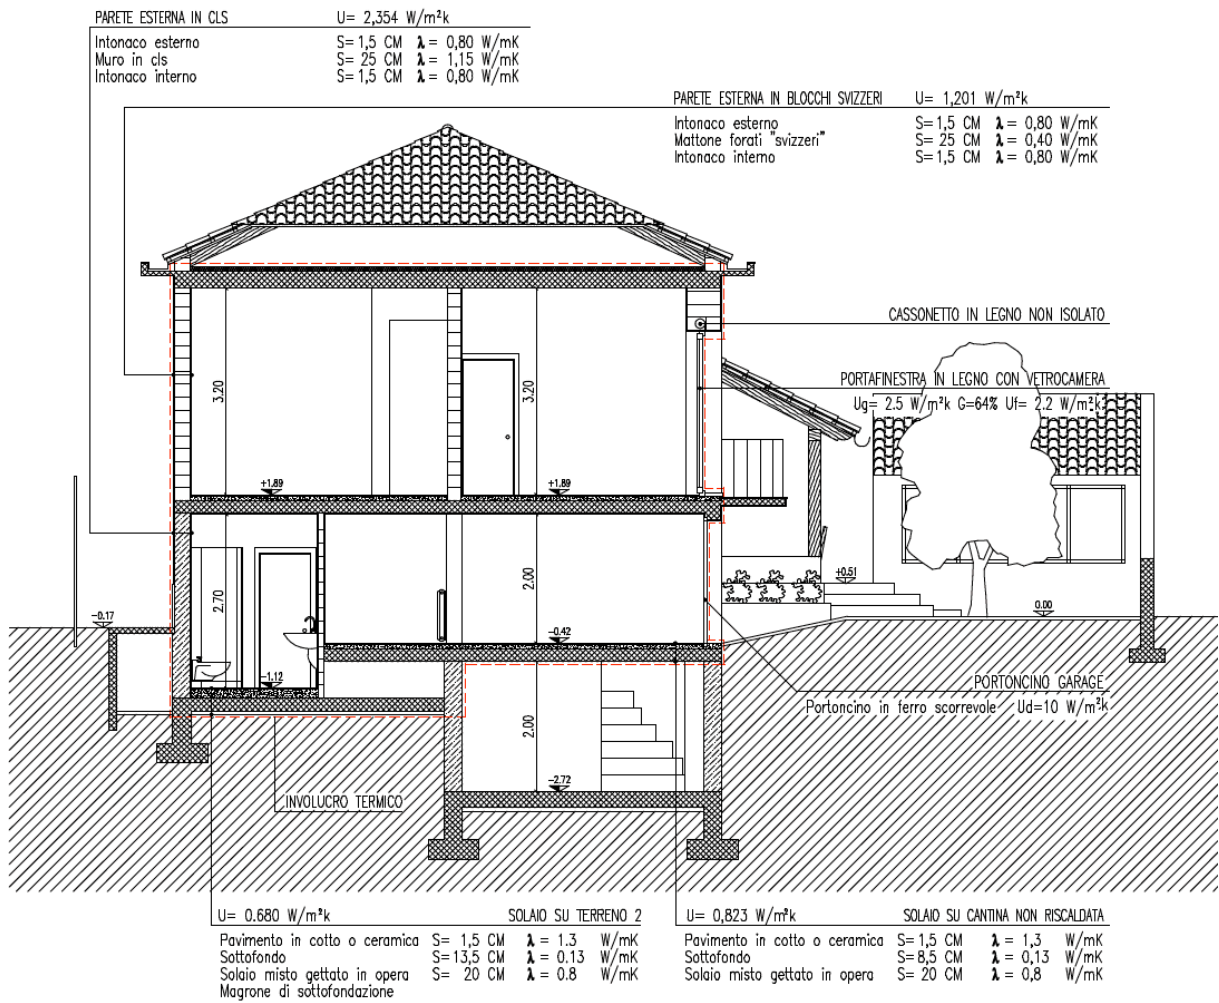 PARETE ESTERNA IN CLS U= 2,354 W/m²k
Intonaco esterno S= 1,5 CM λ = 0,80 W/mK
Muro in cls S= 25 CM λ = 1,15 W/mK
Intonaco interno S= 1,5 CM λ = 0,80 W/mK
PARETE ESTERNA IN BLOCCHI SVIZZERI U= 1,201 W/m²k
Intonaco esterno S= 1,5 CM λ = 0,80 W/mK
Mattone forati "svizzeri" S= 25 CM λ = 0,40 W/mK
Intonaco interno S= 1,5 CM λ = 0,80 W/mK
CASSONETTO IN LEGNO NON ISOLATO
PORTAFINESTRA IN LEGNO CON VETROCAMERA
Ug= 2.5 W/m²k G=64% Uf= 2.2 W/m²k
3.20
3.20
+1.89
+1.89
2.70
2.00
+0.51
-0.17
0.00
-0.42
-1.12
PORTONCINO GARAGE
Portoncino in ferro scorrevole Ud=10 W/m²k
2.00
-2.72
INVOLUCRO TERMICO
U= 0.680 W/m²k SOLAIO SU TERRENO 2
Pavimento in cotto o ceramica S= 1,5 CM λ = 1.3 W/mK
Sottofondo S=13,5 CM λ = 0.13 W/mK
Solaio misto gettato in opera S= 20 CM λ = 0.8 W/mK
Magrone di sottofondazione
U= 0,823 W/m²k SOLAIO SU CANTINA NON RISCALDATA
Pavimento in cotto o ceramica S= 1,5 CM λ = 1,3 W/mK
Sottofondo S= 8,5 CM λ = 0,13 W/mK
Solaio misto gettato in opera S= 20 CM λ = 0,8 W/mK